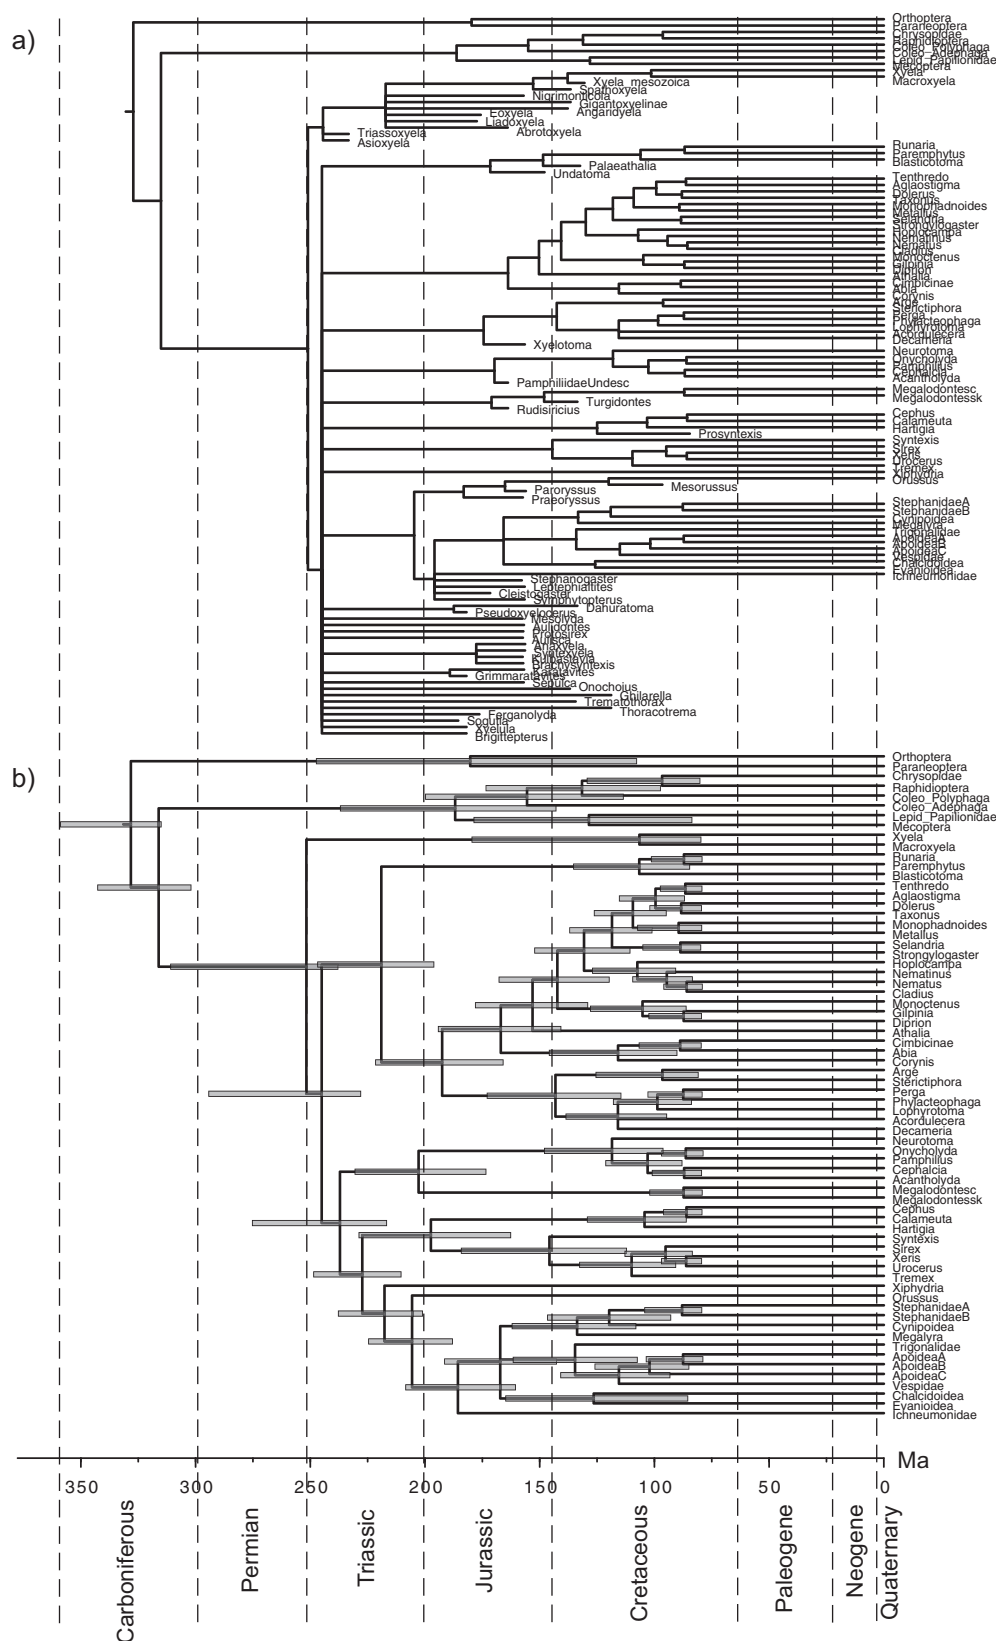 a)
Orthoptera
Paraneoptera
Chrysopidae
Raphidioptera
Coleo_Polyphaga
Coleo_Adephaga
Lepid_Papilionidae
Mecoptera
Xyela
Macroxyela
Xyela_mesozoica
Spathoxyela
Nigrimonticola
Gigantoxyelinae
Angaridyela
Eoxyela
Liadoxyela
Abrotoxyela
Triassoxyela
Asioxyela
Runaria
Paremphytus
Blasticotoma
Palaeathalia
Undatoma
Tenthredo
Aglaostigma
Dolerus
Taxonus
Monophadnoides
Metallus
Selandria
Strongylogaster
Hoplocampa
Nematinus
Nematus
Cladius
Monoctenus
Gilpinia
Diprion
Athalia
Cimbicinae
Abia
Corynis
Arge
Sterictiphora
Perga
Phylacteophaga
Lophyrotoma
Acordulecera
Decameria
Xyelotoma
Neurotoma
Onycholyda
Pamphilius
Cephalcia
Acantholyda
PamphiliidaeUndesc
Megalodontesc
Megalodontessk
Turgidontes
Rudisiricius
Cephus
Calameuta
Hartigia
Prosyntexis
Syntexis
Sirex
Xeris
Urocerus
Tremex
Xiphydria
Orussus
Mesorussus
Paroryssus
Praeoryssus
StephanidaeA
StephanidaeB
Cynipoidea
Megalyra
Trigonalidae
ApoideaA
ApoideaB
ApoideaC
Vespidae
Chalcidoidea
Evanioidea
Ichneumonidae
Stephanogaster
Leptephialtites
Cleistogaster
Symphytopterus
Dahuratoma
Pseudoxyelocerus
Mesolyda
Aulidontes
Protosirex
Aulisca
Anaxyela
Syntexyela
Kulbastavia
Brachysyntexis
Karatavites
Grimmaratavites
Sepulca
Onochoius
Ghilarella
Trematothorax
Thoracotrema
Ferganolyda
Sogutia
Xyelula
Brigittepterus
b)
Orthoptera
Paraneoptera
Chrysopidae
Raphidioptera
Coleo_Polyphaga
Coleo_Adephaga
Lepid_Papilionidae
Mecoptera
Xyela
Macroxyela
Runaria
Paremphytus
Blasticotoma
Tenthredo
Aglaostigma
Dolerus
Taxonus
Monophadnoides
Metallus
Selandria
Strongylogaster
Hoplocampa
Nematinus
Nematus
Cladius
Monoctenus
Gilpinia
Diprion
Athalia
Cimbicinae
Abia
Corynis
Arge
Sterictiphora
Perga
Phylacteophaga
Lophyrotoma
Acordulecera
Decameria
Neurotoma
Onycholyda
Pamphilius
Cephalcia
Acantholyda
Megalodontesc
Megalodontessk
Cephus
Calameuta
Hartigia
Syntexis
Sirex
Xeris
Urocerus
Tremex
Xiphydria
Orussus
StephanidaeA
StephanidaeB
Cynipoidea
Megalyra
Trigonalidae
ApoideaA
ApoideaB
ApoideaC
Vespidae
Chalcidoidea
Evanioidea
Ichneumonidae
Ma
350 300 250 200 150 100 50 0
Carboniferous
Permian
Triassic
Jurassic
Cretaceous
Paleogene
Neogene
Quaternary